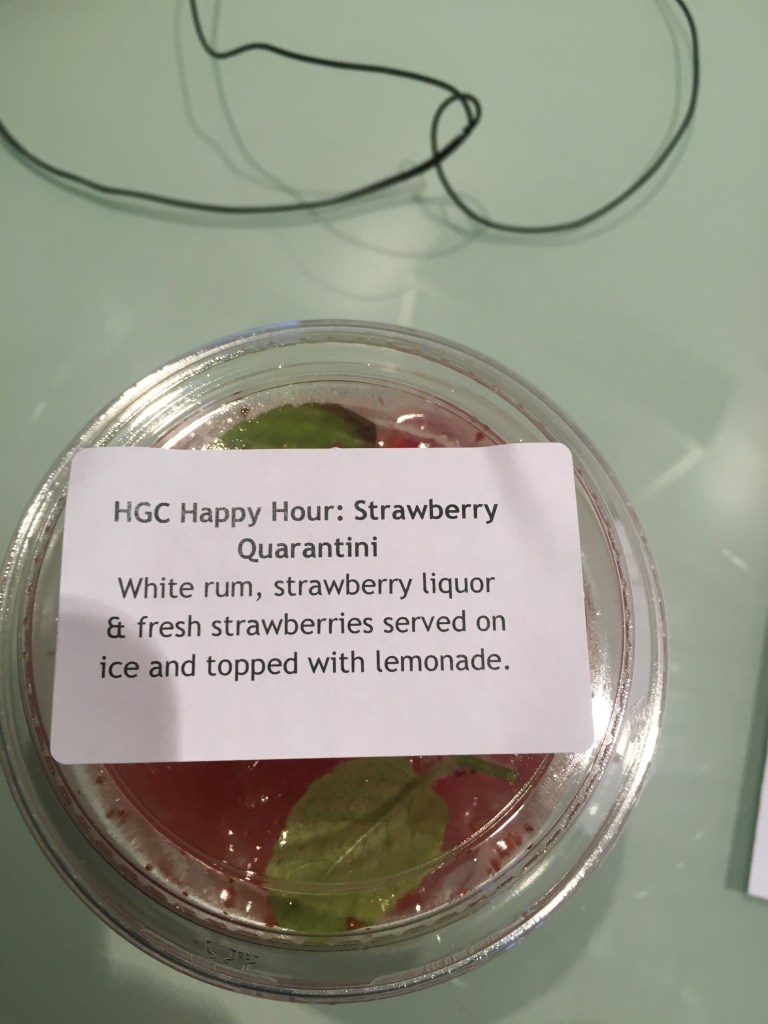 HGC Happy Hour: Strawberry
Quarantini
White rum, strawberry liquor
& fresh strawberries served on
ice and topped with lemonade.